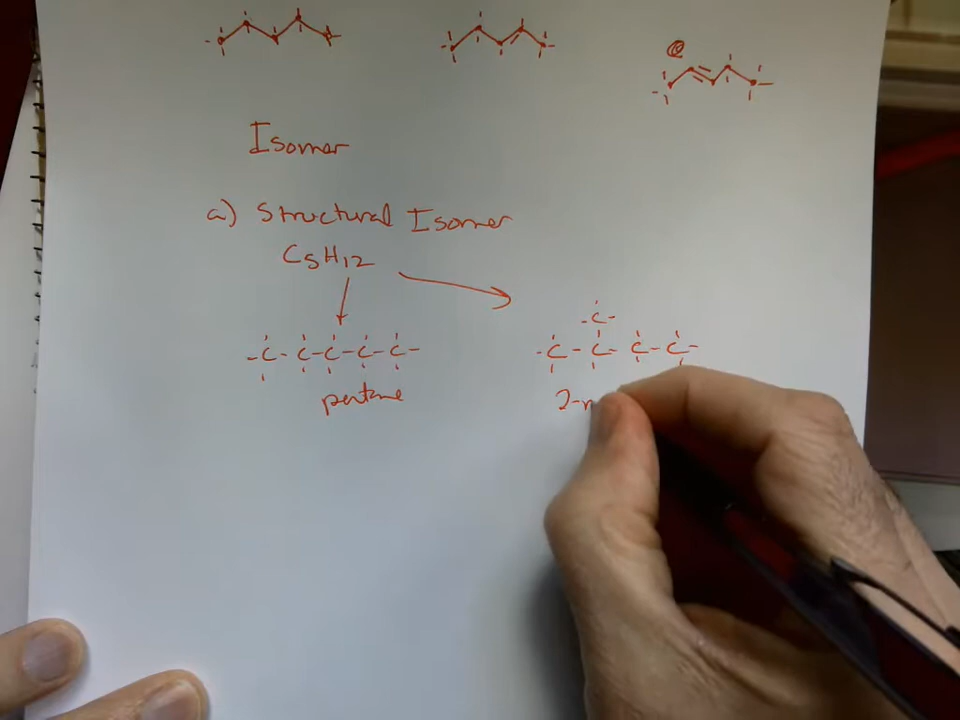 Isomer
a) Structural Isomer
C5H12
-C-
-C-C-C-C-C-
-C-C-C-C-
pentane
2-